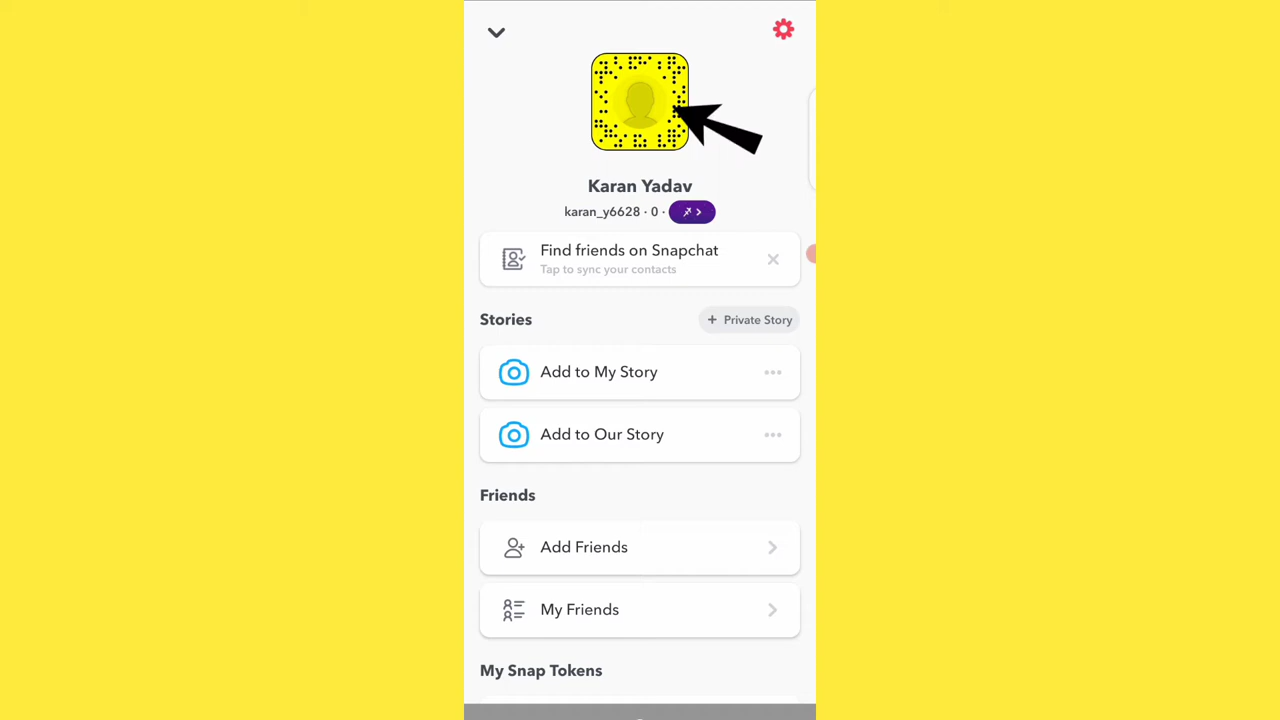 Karan Yadav
karan_y6628 · 0 ·
Find friends on Snapchat
Tap to sync your contacts
Stories
+ Private Story
Add to My Story
Add to Our Story
Friends
Add Friends
My Friends
My Snap Tokens